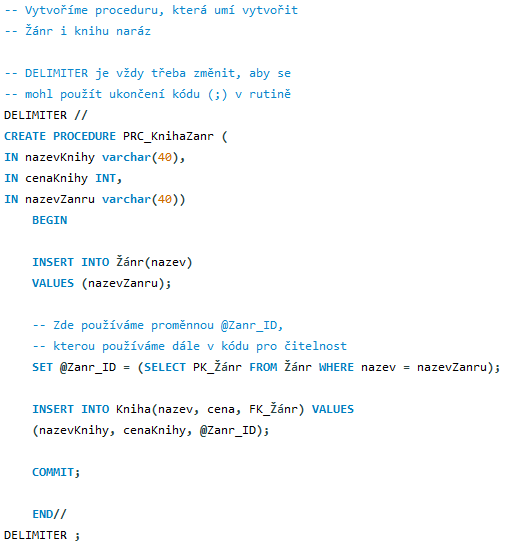 -- Vytvoříme proceduru, která umí vytvořit
-- Žánr i knihu naráz
-- DELIMITER je vždy třeba změnit, aby se
-- mohl použít ukončení kódu (;) v rutině
DELIMITER //
CREATE PROCEDURE PRC_KnihaZanr (
IN nazevKnihy varchar(40),
IN cenaKnihy INT,
IN nazevZanru varchar(40))
BEGIN
INSERT INTO Žánr(nazev)
VALUES (nazevZanru);
-- Zde používáme proměnnou @Zanr_ID,
-- kterou používáme dále v kódu pro čitelnost
SET @Zanr_ID = (SELECT PK_Žánr FROM Žánr WHERE nazev = nazevZanru);
INSERT INTO Kniha(nazev, cena, FK_Žánr) VALUES
(nazevKnihy, cenaKnihy, @Zanr_ID);
COMMIT;
END//
DELIMITER ;